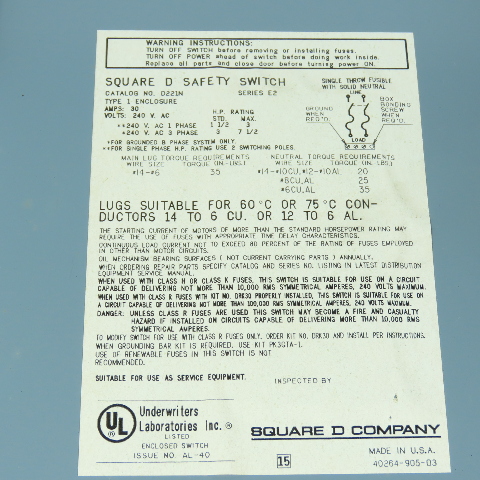 WARNING INSTRUCTIONS:
TURN OFF SWITCH before removing or installing fuses.
TURN OFF POWER ahead of switch before doing work inside.
Replace all parts and close door before turning power ON.
SQUARE D SAFETY SWITCH
CATALOG NO. D221N SERIES E2
TYPE 1 ENCLOSURE
AMPS: 30 H.P. RATING
VOLTS: 240 AC STD. MAX.
**240 V. AC 1 PHASE 1 1/2 3
*240 V. AC 3 PHASE 3 7 1/2
*FOR GROUNDED B PHASE SYSTEM ONLY.
**FOR SINGLE PHASE H.P. RATING USE 2 SWITCHING POLES.
SINGLE THROW FUSIBLE
WITH SOLID NEUTRAL
LINE
GROUND
WHEN
REQ'D.
BOX
BONDING
SCREW
WHEN
REQ'D.
LOAD
MAIN LUG TORQUE REQUIREMENTS
WIRE SIZE TORQUE (IN-LBS.)
#14-#6 35
NEUTRAL TORQUE REQUIREMENTS
WIRE SIZE TORQUE (IN. LBS.)
#14-#10CU, #12-#10AL 20
#8CU,AL 25
#6CU,AL 35
LUGS SUITABLE FOR 60°C OR 75°C CON-
DUCTORS 14 TO 6 CU. OR 12 TO 6 AL.
THE STARTING CURRENT OF MOTORS OF MORE THAN THE STANDARD HORSEPOWER RATING MAY
REQUIRE THE USE OF FUSES WITH APPROPRIATE TIME DELAY CHARACTERISTICS.
CONTINUOUS LOAD CURRENT NOT TO EXCEED 80 PERCENT OF THE RATING OF FUSES EMPLOYED
IN OTHER THAN MOTOR CIRCUITS.
OIL MECHANISM BEARING SURFACES (NOT CURRENT CARRYING PARTS) ANNUALLY.
WHEN ORDERING REPAIR PARTS SPECIFY CATALOG AND SERIES NO. LISTING IN LATEST DISTRIBUTION
EQUIPMENT SERVICE MANUAL.
WHEN USED WITH CLASS H OR CLASS K FUSES, THIS SWITCH IS SUITABLE FOR USE ON A CIRCUIT
CAPABLE OF DELIVERING NOT MORE THAN 10,000 RMS SYMMETRICAL AMPERES, 240 VOLTS MAXIMUM.
WHEN USED WITH CLASS R FUSES WITH KIT NO. DRK30 PROPERLY INSTALLED, THIS SWITCH IS SUITABLE FOR USE ON
A CIRCUIT CAPABLE OF DELIVERING NOT MORE THAN 100,000 RMS SYMMETRICAL AMPERES, 240 VOLTS MAXIMUM.
DANGER: UNLESS CLASS R FUSES ARE USED THIS SWITCH MAY BECOME A FIRE AND CASUALTY
HAZARD IF INSTALLED ON CIRCUITS CAPABLE OF DELIVERING MORE THAN 10,000 RMS
SYMMETRICAL AMPERES.
TO MODIFY SWITCH FOR USE WITH CLASS R FUSES ONLY, ORDER KIT NO. DRK30 AND INSTALL PER INSTRUCTIONS.
WHEN GROUNDING BAR KIT IS REQUIRED, USE KIT PK3GTA-1.
USE OF RENEWABLE FUSES IN THIS SWITCH IS NOT
RECOMMENDED.
SUITABLE FOR USE AS SERVICE EQUIPMENT. INSPECTED BY
UL
Underwriters
Laboratories Inc.®
LISTED
ENCLOSED SWITCH
ISSUE NO. AL-40
SQUARE D COMPANY
15
MADE IN U.S.A.
40264-905-03